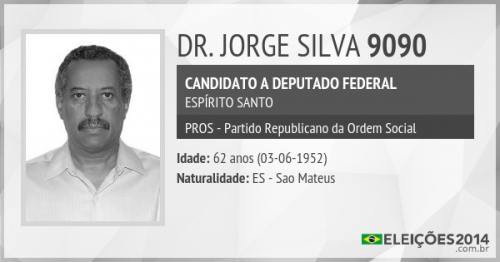 DR. JORGE SILVA 9090
CANDIDATO A DEPUTADO FEDERAL
ESPÍRITO SANTO
PROS - Partido Republicano da Ordem Social
Idade: 62 anos (03-06-1952)
Naturalidade: ES - Sao Mateus
ELEIÇÕES2014
.com.br